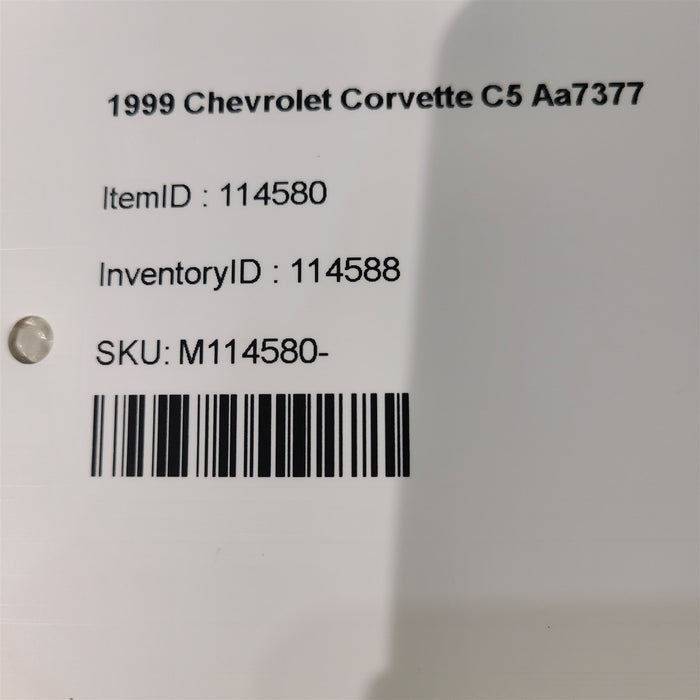 1999 Chevrolet Corvette C5 Aa7377
ItemID : 114580
InventoryID : 114588
SKU: M114580-